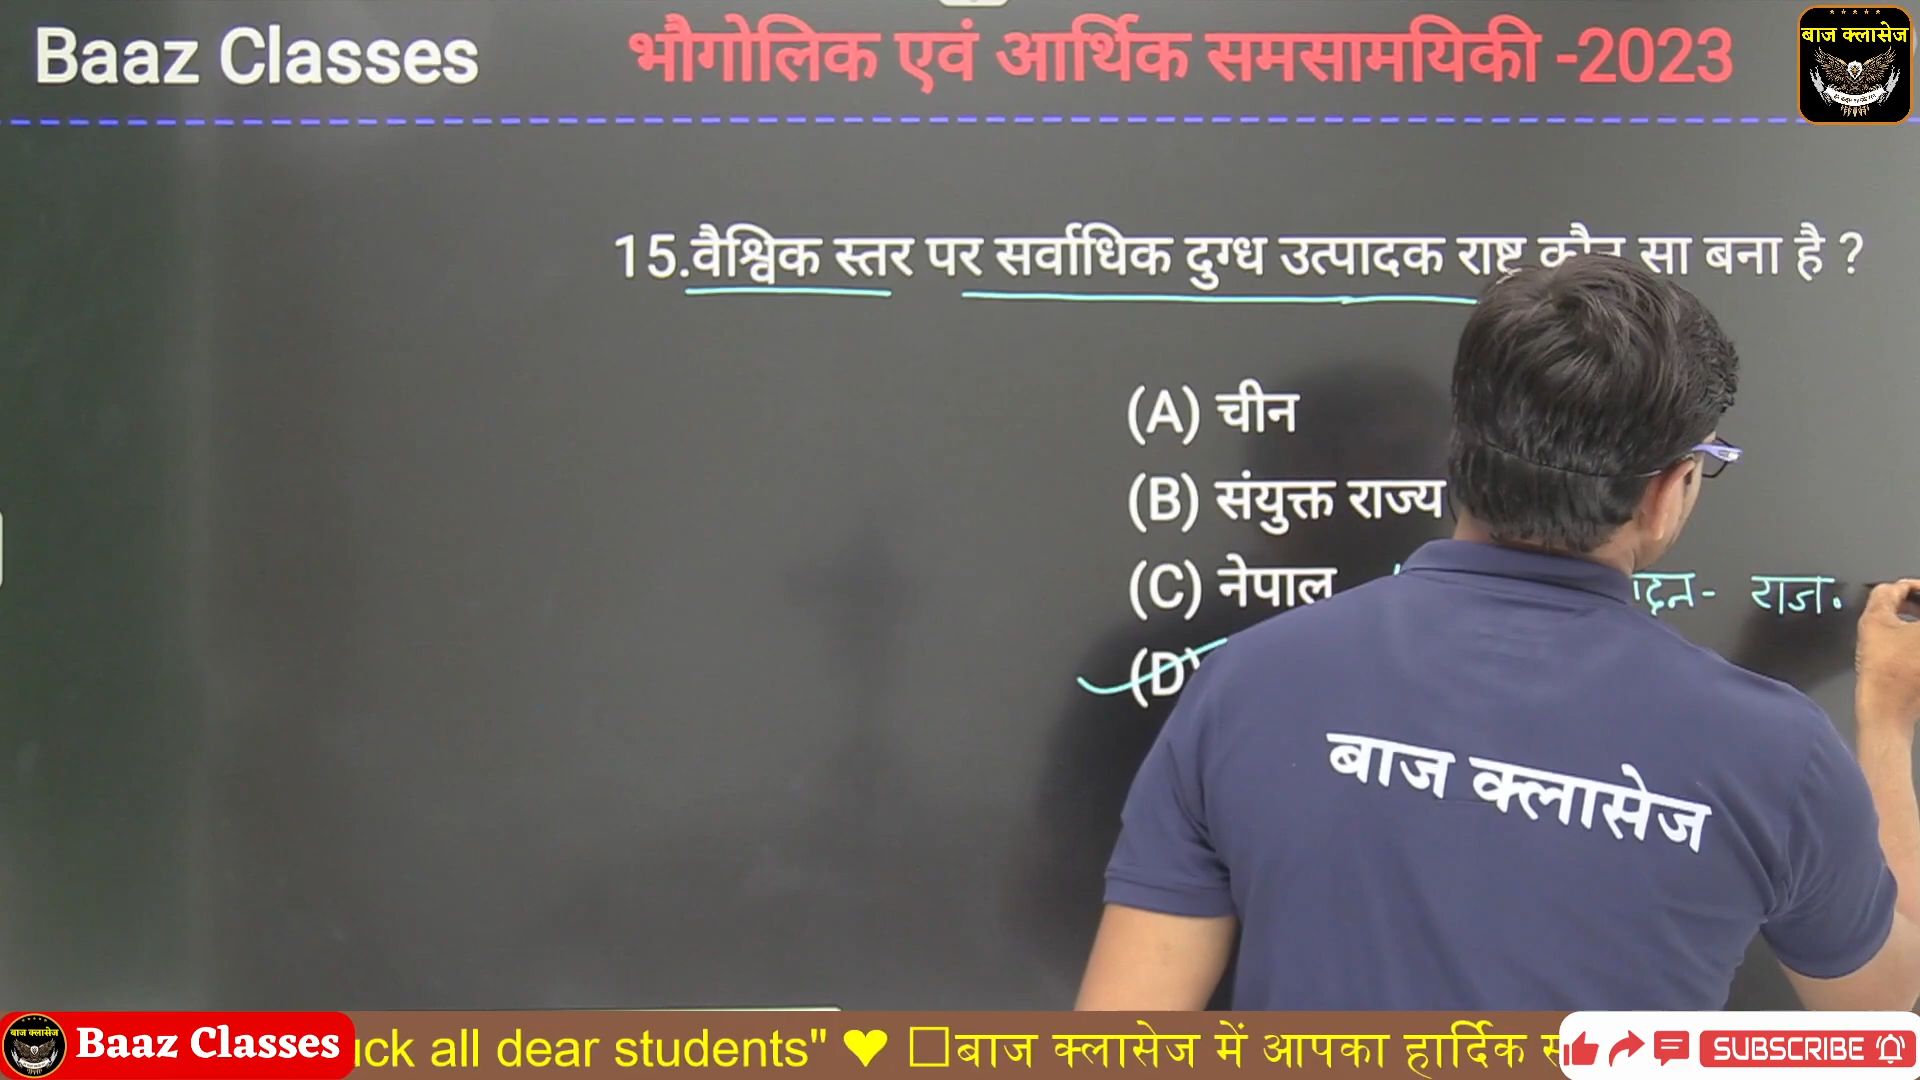 Baaz Classes
भौगोलिक एवं आर्थिक समसामयिकी -2023
बाज क्लासेज
15.वैश्विक स्तर पर सर्वाधिक दुग्ध उत्पादक राष्ट्र कौन सा बना है ?
(A) चीन
(B) संयुक्त राज्य
(C) नेपाल
राज.
(D)
बाज क्लासेज
Baaz Classes
uck all dear students" ❤ बाज क्लासेज में आपका हार्दिक
SUBSCRIBE